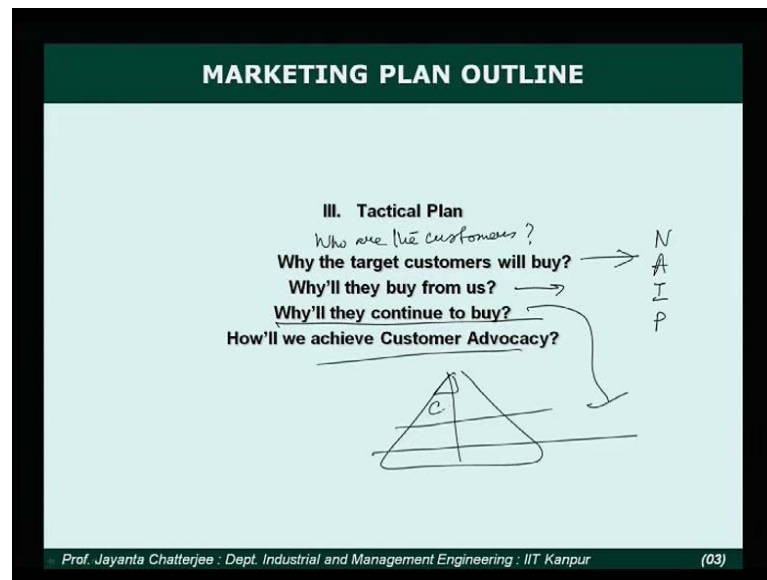 MARKETING PLAN OUTLINE
III. Tactical Plan
Who are the customers?
Why the target customers will buy?
Why'll they buy from us?
Why'll they continue to buy?
How'll we achieve Customer Advocacy?
N
A
I
P
C
Prof. Jayanta Chatterjee : Dept. Industrial and Management Engineering : IIT Kanpur
(03)